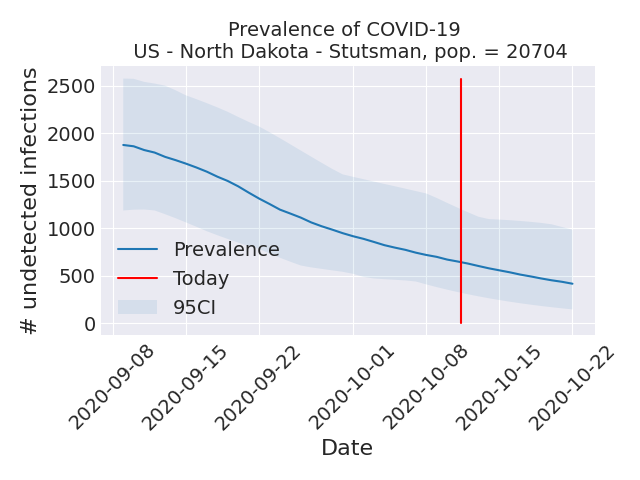 Prevalence of COVID-19
US - North Dakota - Stutsman, pop. = 20704
# undetected infections
2500
2000
1500
1000
500
0
Prevalence
Today
95CI
2020-09-08
2020-09-15
2020-09-22
2020-10-01
2020-10-08
2020-10-15
2020-10-22
Date